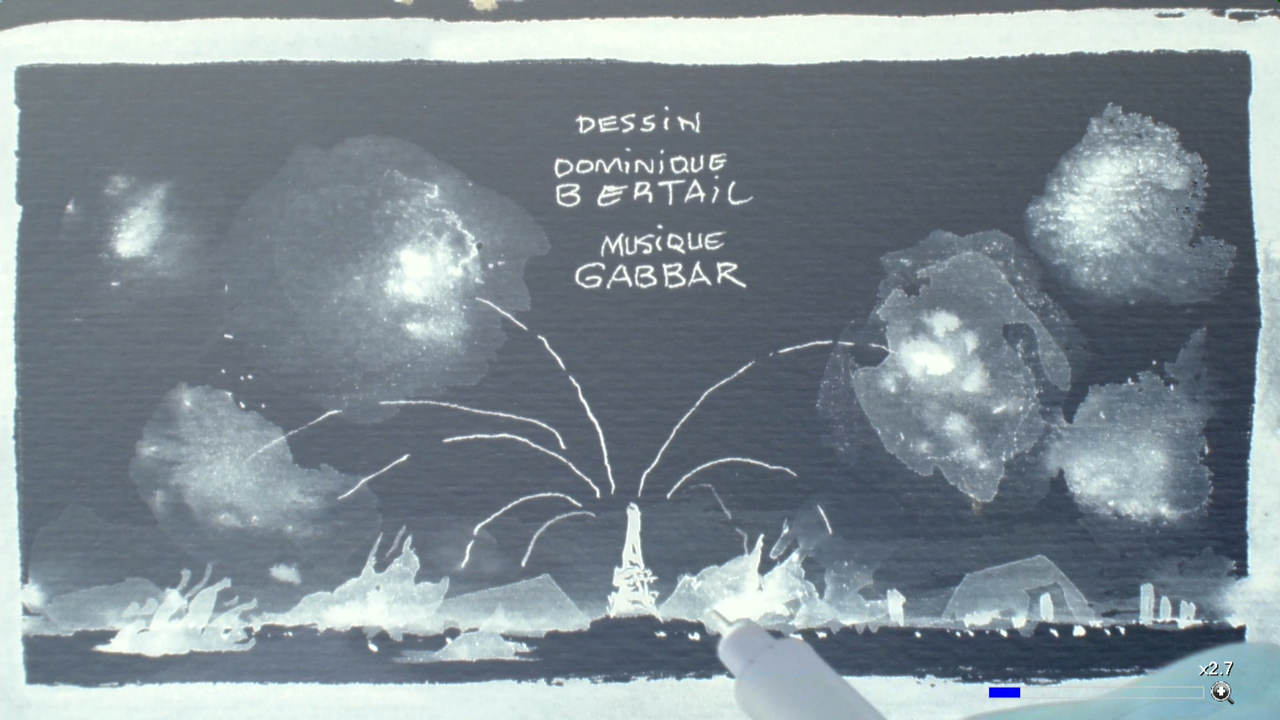 DESSiN
DOMiNiQUE
BERTAiL
MUSiQUE
GABBAR
x2.7